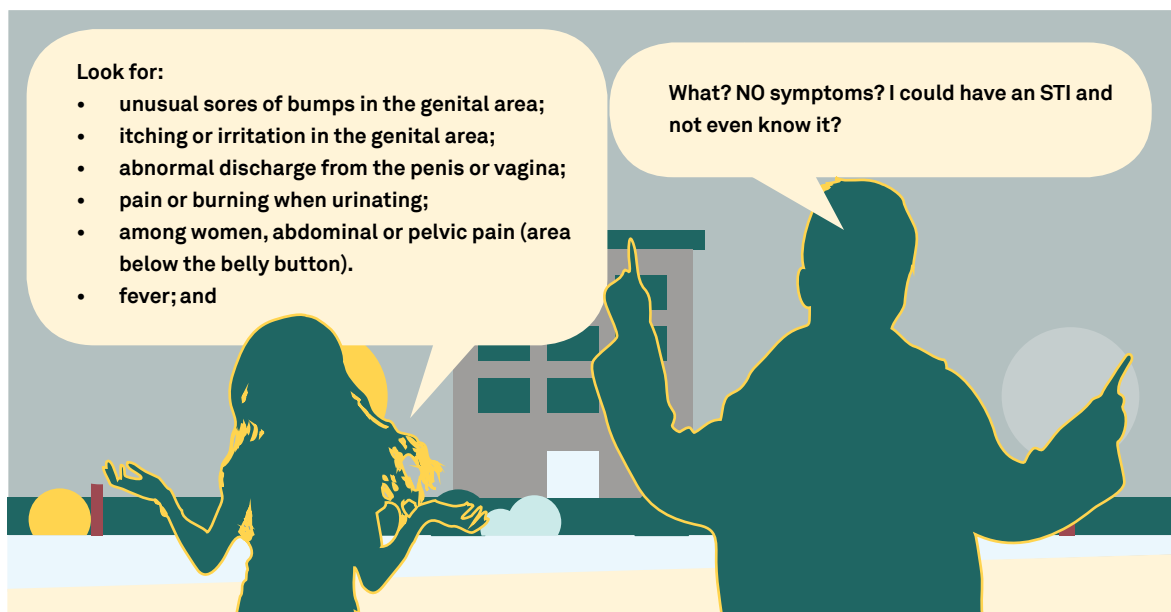 Look for:
• unusual sores of bumps in the genital area;
• itching or irritation in the genital area;
• abnormal discharge from the penis or vagina;
• pain or burning when urinating;
• among women, abdominal or pelvic pain (area
below the belly button).
• fever; and
What? NO symptoms? I could have an STI and
not even know it?